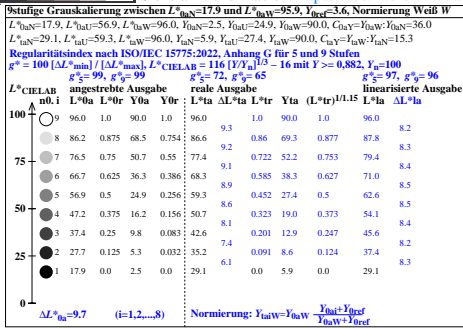 9stufige Grauskalierung zwischen L*0aN=17.9 und L*0aW=95.9, Y0ref=3.6, Normierung Weiß W
L*0aN=17.9, L*0aU=56.9, L*0aW=96.0, Y0aN=2.5, Y0aU=24.9, Y0aW=90.0, C0aY=Y0aW:Y0aN=36.0
L*taN=29.1, L*taU=59.3, L*taW=96.0, YtaN=5.9, YtaU=27.4, YtaW=90.0, CtaY=YtaW:YtaN=15.3
Regularitätsindex nach ISO/IEC 15775:2022, Anhang G für 5 und 9 Stufen
g* = 100 [ΔL*min] / [ΔL*max], L*CIELAB = 116 [Y/Yn]1/3 – 16 mit Y >= 0,882, Yn=100
g*5= 99, g*9= 99 g*5= 72, g*9= 65 g*5= 97, g*9= 96
L*CIELAB angestrebte Ausgabe reale Ausgabe linearisierte Ausgabe
n0. i L*0a L*0r Y0a Y0r L*ta ΔL*ta L*tr Yta (L*tr)1/1.15 L*la ΔL*la
100 9 96.0 1.0 90.0 1.0 96.0 1.0 90.0 1.0 96.0
9.3 8.2
8 86.2 0.875 68.5 0.754 86.6 0.86 69.3 0.877 87.8
9.2 8.3
75 7 76.5 0.75 50.7 0.55 77.4 0.722 52.2 0.753 79.4
9.1 8.4
6 66.7 0.625 36.3 0.386 68.3 0.585 38.3 0.627 71.0
8.9 8.5
50 5 56.9 0.5 24.9 0.256 59.3 0.452 27.4 0.5 62.6
8.6 8.5
4 47.2 0.375 16.2 0.156 50.7 0.323 19.0 0.373 54.1
8.1 8.4
3 37.4 0.25 9.8 0.083 42.6 0.201 12.9 0.247 45.6
7.4 8.2
25 2 27.7 0.125 5.3 0.032 35.2 0.091 8.6 0.124 37.4
6.1 8.3
1 17.9 0.0 2.5 0.0 29.1 0.0 5.9 0.0 29.1
0
ΔL*0a=9.7 (i=1,2,...,8) Normierung: YtaiW=Y0aW Y0ai+Y0ref
Y0aW+Y0ref